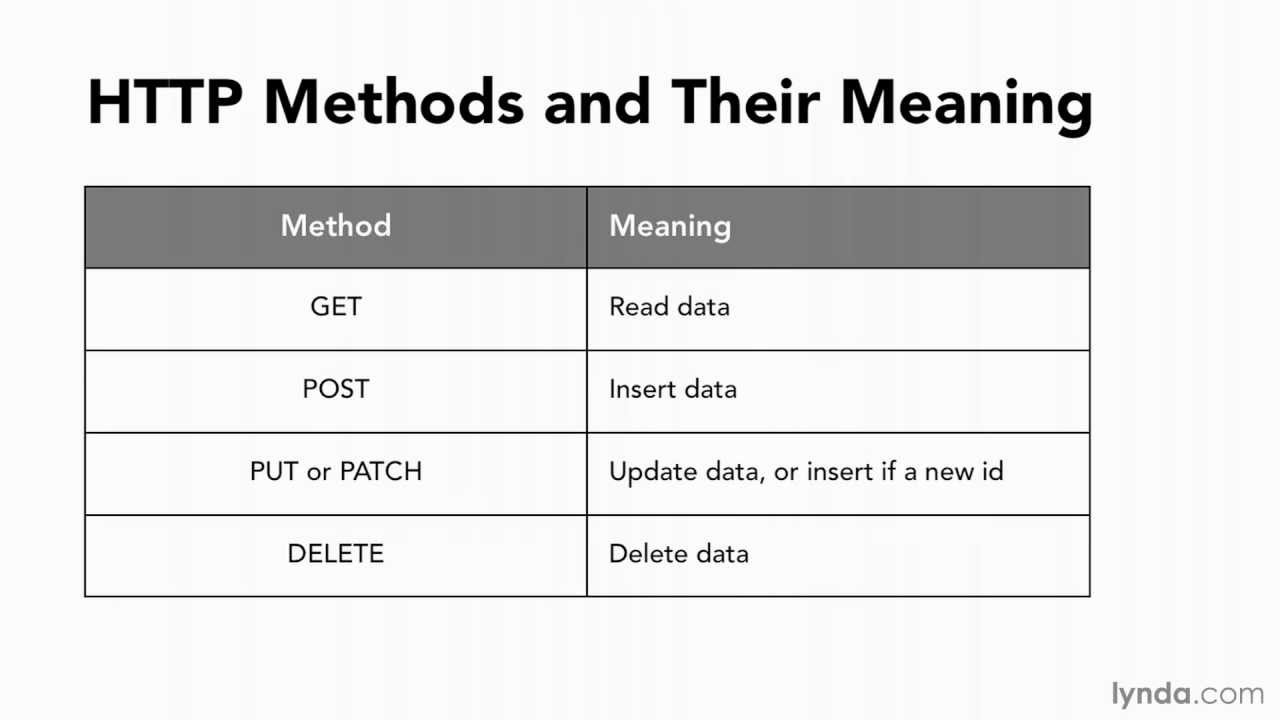 HTTP Methods and Their Meaning
Method Meaning
GET Read data
POST Insert data
PUT or PATCH Update data, or insert if a new id
DELETE Delete data
lynda.com